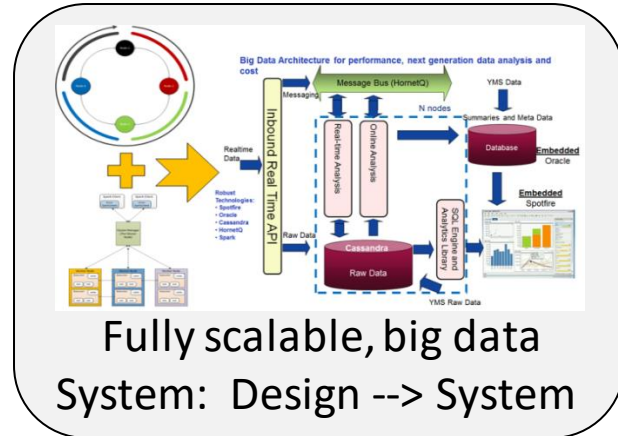 Big Data Architecture for performance, next generation data analysis and
cost
Message Bus (HornetQ)
Messaging
YMS Data
N nodes
Summaries and Meta Data
Inbound Real Time API
Realtime
Data
Real-time Analysis
Online Analysis
Database
Embedded
Oracle
Robust
Technologies:
• Spotfire
• Oracle
• Cassandra
• HornetQ
• Spark
Embedded
Spotfire
SQL Engine and
Analytics Library
Raw Data
Cassandra
Raw Data
YMS Raw Data
Fully scalable, big data
System: Design --> System